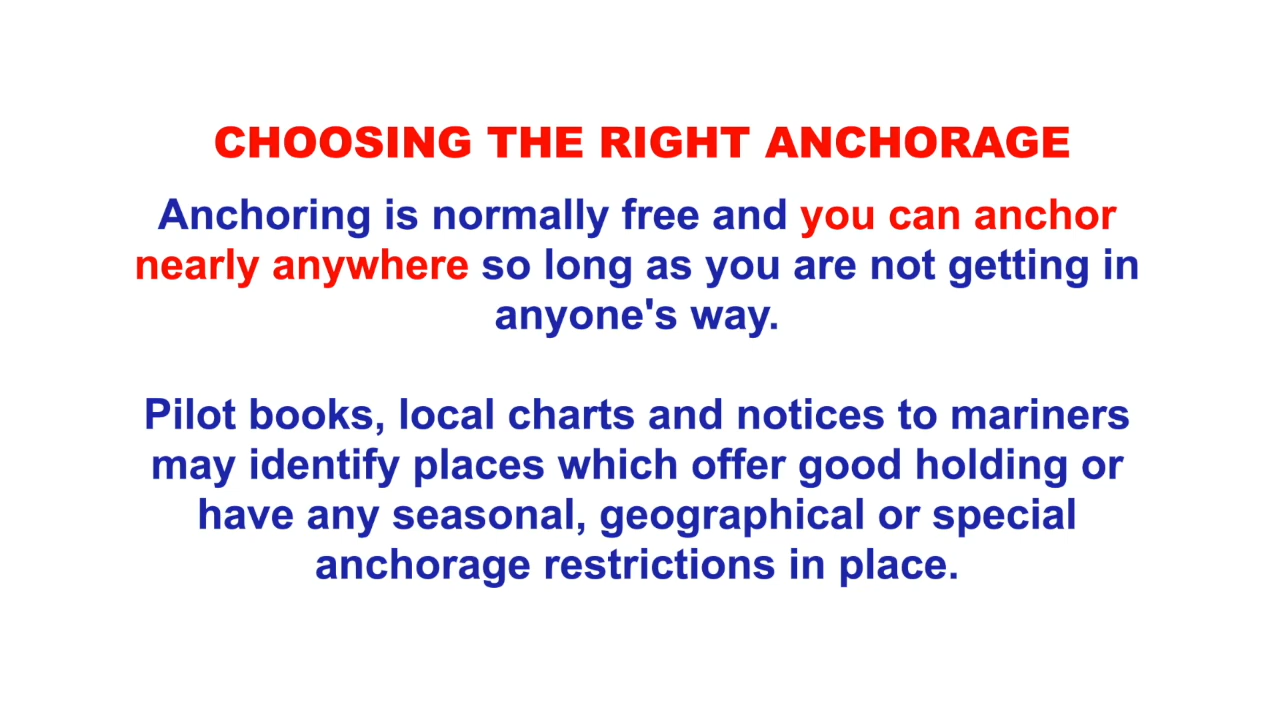 CHOOSING THE RIGHT ANCHORAGE
Anchoring is normally free and you can anchor
nearly anywhere so long as you are not getting in
anyone's way.
Pilot books, local charts and notices to mariners
may identify places which offer good holding or
have any seasonal, geographical or special
anchorage restrictions in place.